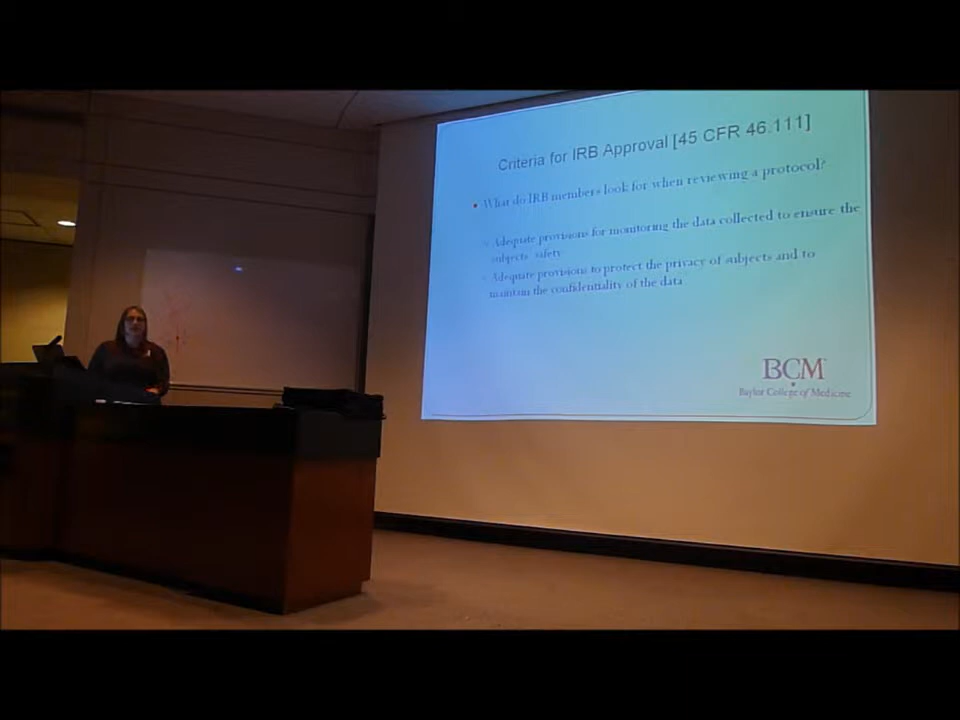 Criteria for IRB Approval [45 CFR 46.111]
• What do IRB members look for when reviewing a protocol?
Adequate provisions for monitoring the data collected to ensure the
subjects safety
Adequate provisions to protect the privacy of subjects and to
maintain the confidentiality of the data
BCM
Baylor College of Medicine